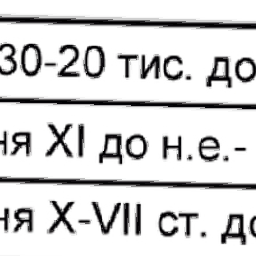 30-20 тис. до
ня XI до н.е.-
ня X-VII ст. до